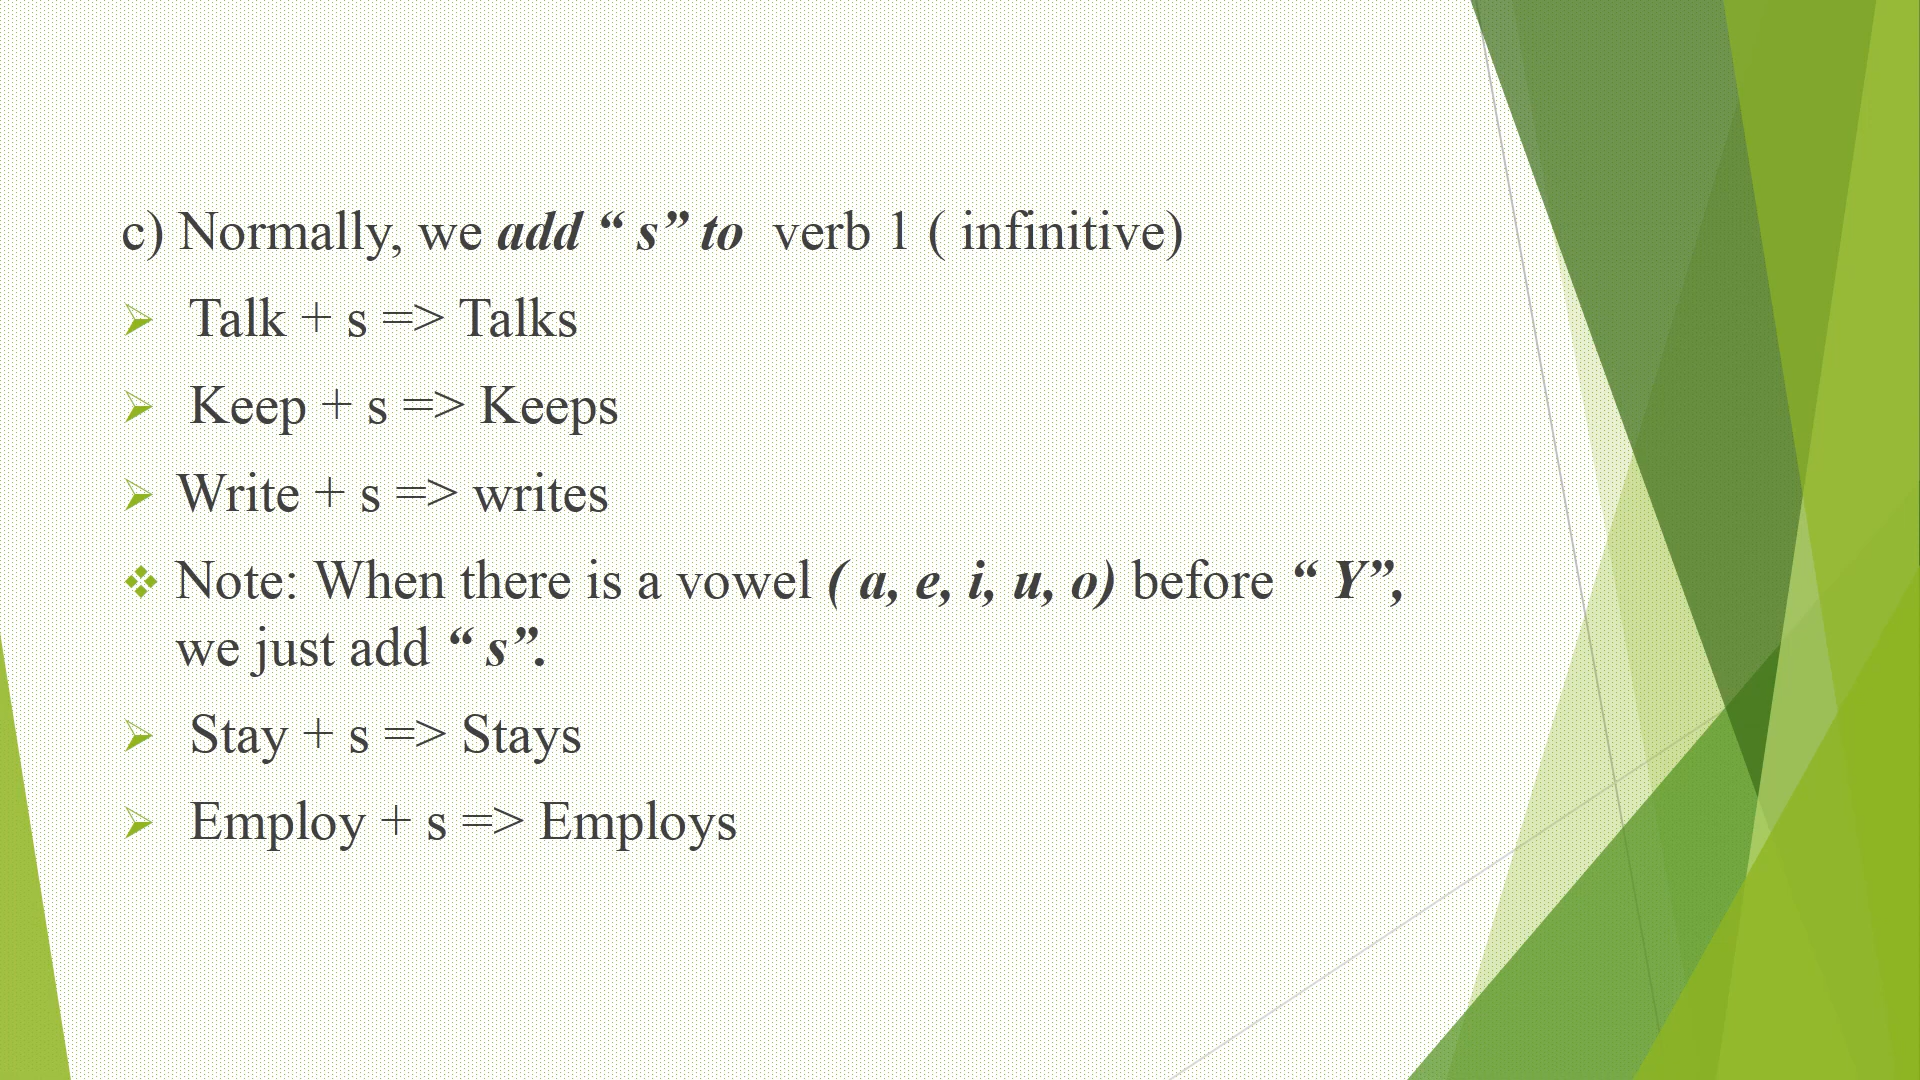 c) Normally, we add “ s” to verb 1 ( infinitive)
Talk + s => Talks
Keep + s => Keeps
Write + s => writes
Note: When there is a vowel ( a, e, i, u, o) before “ Y”,
we just add “ s”.
Stay + s => Stays
Employ + s => Employs